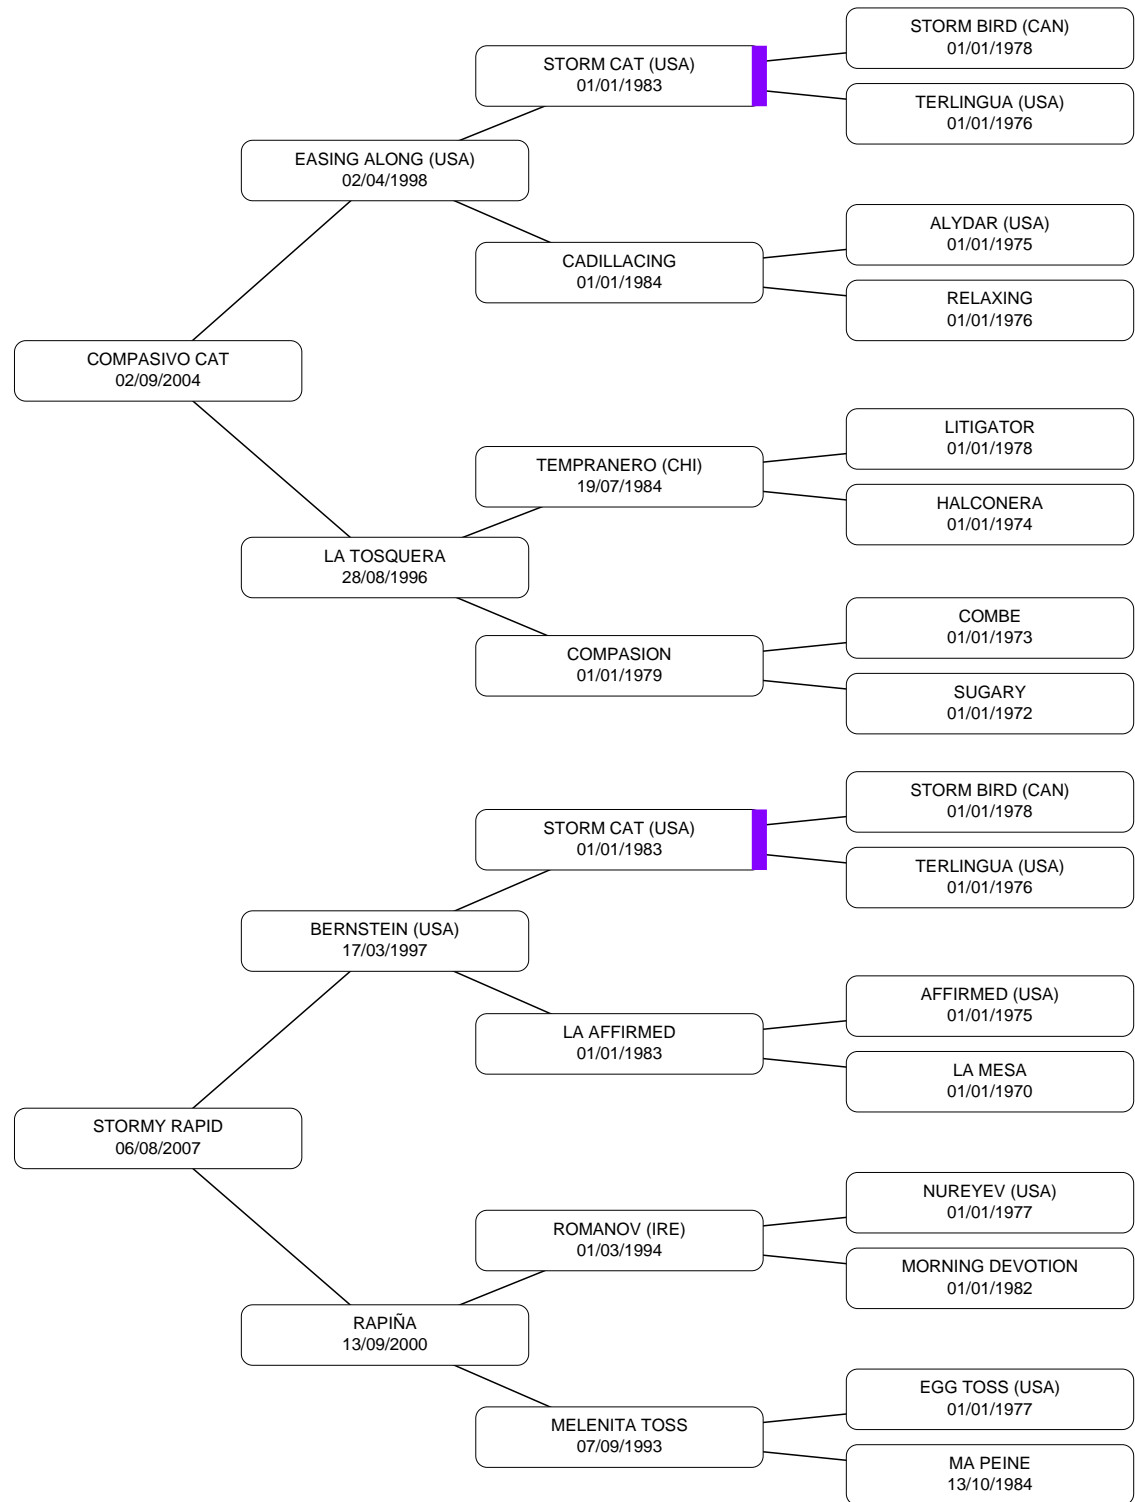 STORM BIRD (CAN)
01/01/1978
STORM CAT (USA)
01/01/1983
TERLINGUA (USA)
01/01/1976
EASING ALONG (USA)
02/04/1998
ALYDAR (USA)
01/01/1975
CADILLACING
01/01/1984
RELAXING
01/01/1976
COMPASIVO CAT
02/09/2004
LITIGATOR
01/01/1978
TEMPRANERO (CHI)
19/07/1984
HALCONERA
01/01/1974
LA TOSQUERA
28/08/1996
COMBE
01/01/1973
COMPASION
01/01/1979
SUGARY
01/01/1972
STORM BIRD (CAN)
01/01/1978
STORM CAT (USA)
01/01/1983
TERLINGUA (USA)
01/01/1976
BERNSTEIN (USA)
17/03/1997
AFFIRMED (USA)
01/01/1975
LA AFFIRMED
01/01/1983
LA MESA
01/01/1970
STORMY RAPID
06/08/2007
NUREYEV (USA)
01/01/1977
ROMANOV (IRE)
01/03/1994
MORNING DEVOTION
01/01/1982
RAPIÑA
13/09/2000
EGG TOSS (USA)
01/01/1977
MELENITA TOSS
07/09/1993
MA PEINE
13/10/1984